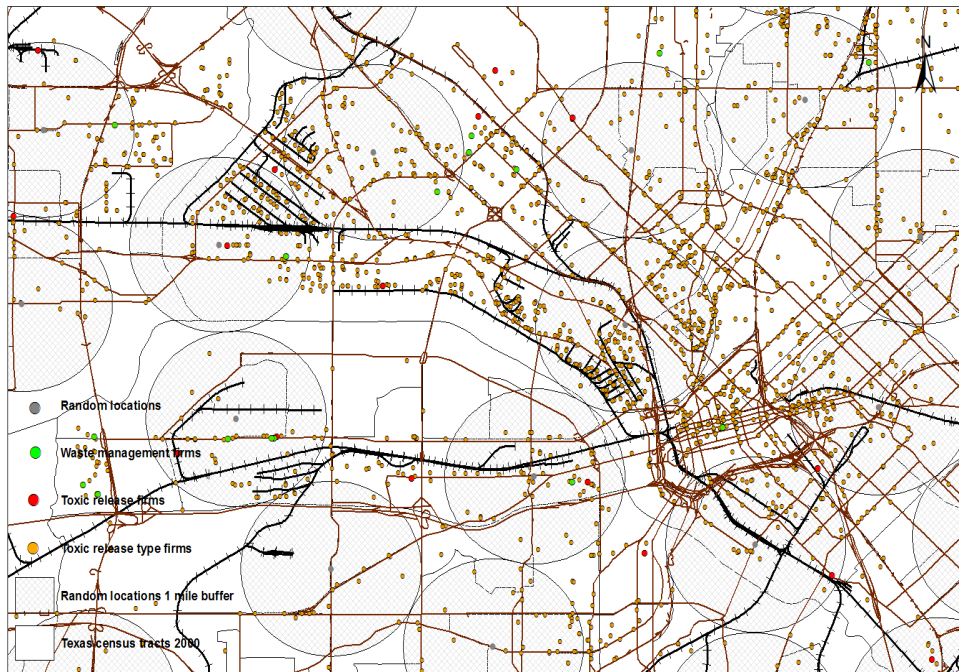 N
Random locations
Waste management firms
Toxic release firms
Toxic release type firms
Random locations 1 mile buffer
Texas census tracts 2000